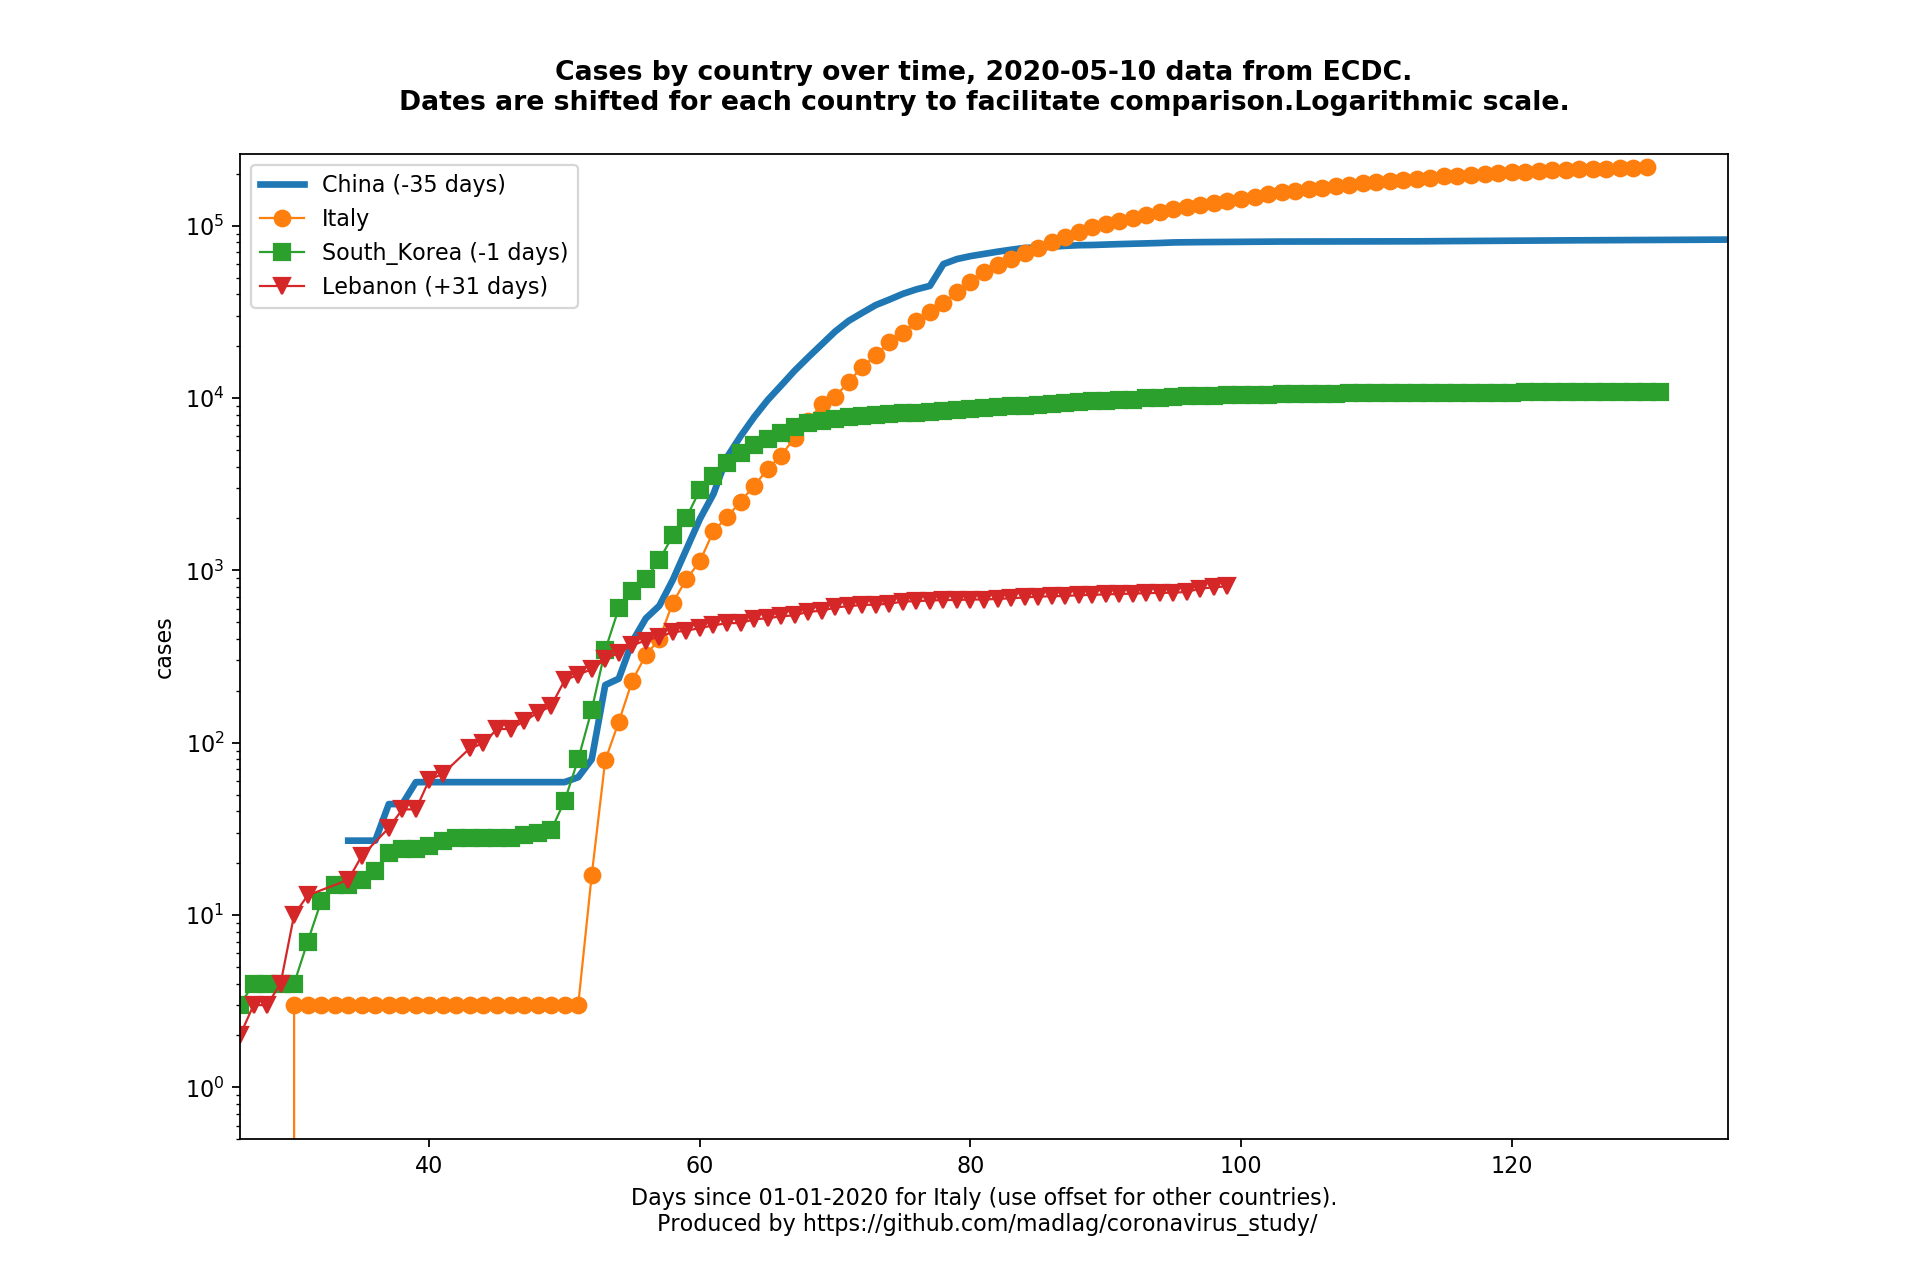 Cases by country over time, 2020-05-10 data from ECDC.
Dates are shifted for each country to facilitate comparison.Logarithmic scale.
China (-35 days)
Italy
South_Korea (-1 days)
Lebanon (+31 days)
10^5
10^4
10^3
10^2
10^1
10^0
cases
40 60 80 100 120
Days since 01-01-2020 for Italy (use offset for other countries).
Produced by https://github.com/madlag/coronavirus_study/